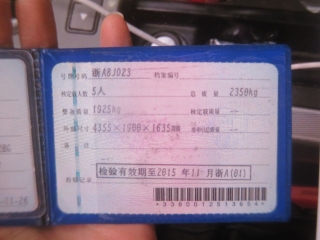 号牌号码 浙A8JD23 档案编号
核定载人数 5人 总质量 2350kg
整备质量 1925kg 核定载质量 --
外廓尺寸 4355×1900×1635mm 准牵引总质量 --
备注
检验有效期至2015年11月浙A(01)
检验记录